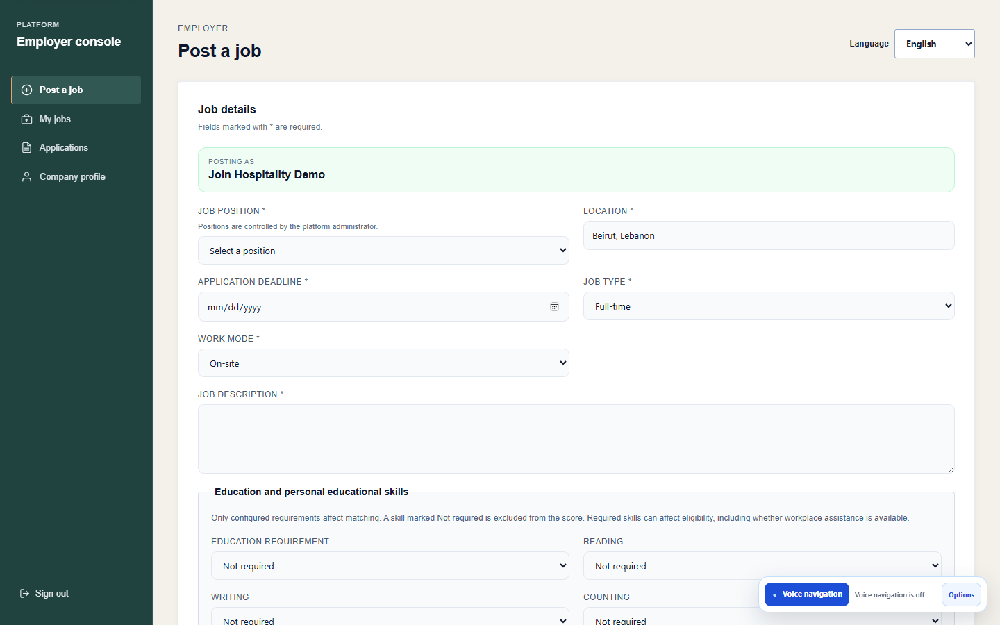 PLATFORM
Employer console
Post a job
My jobs
Applications
Company profile
Sign out
EMPLOYER
Post a job
Language
English
Job details
Fields marked with * are required.
POSTING AS
JoIn Hospitality Demo
JOB POSITION *
Positions are controlled by the platform administrator.
Select a position
LOCATION *
Beirut, Lebanon
APPLICATION DEADLINE *
mm/dd/yyyy
JOB TYPE *
Full-time
WORK MODE *
On-site
JOB DESCRIPTION *
Education and personal educational skills
Only configured requirements affect matching. A skill marked Not required is excluded from the score. Required skills can affect eligibility, including whether workplace assistance is available.
EDUCATION REQUIREMENT
Not required
READING
Not required
WRITING
Not required
COUNTING
Not required
Voice navigation
Voice navigation is off
Options